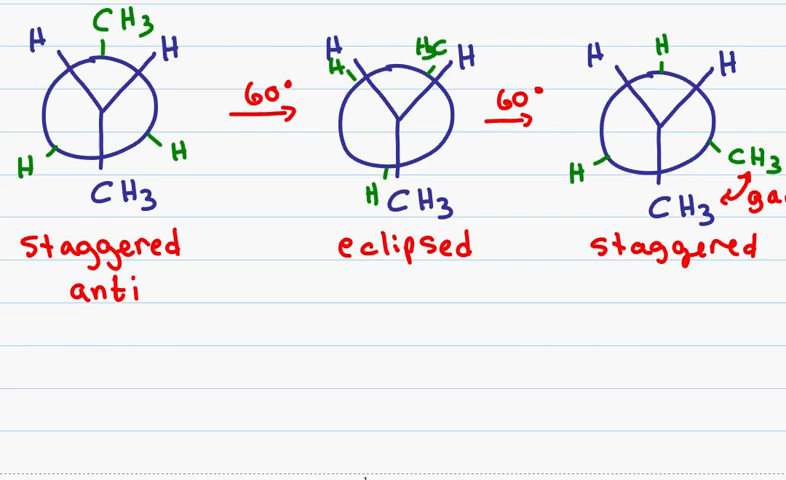 CH3
H H
H H
CH3
staggered
anti
60°
H H3C H
H
H CH3
eclipsed
60°
H H H
H CH3
CH3
staggered